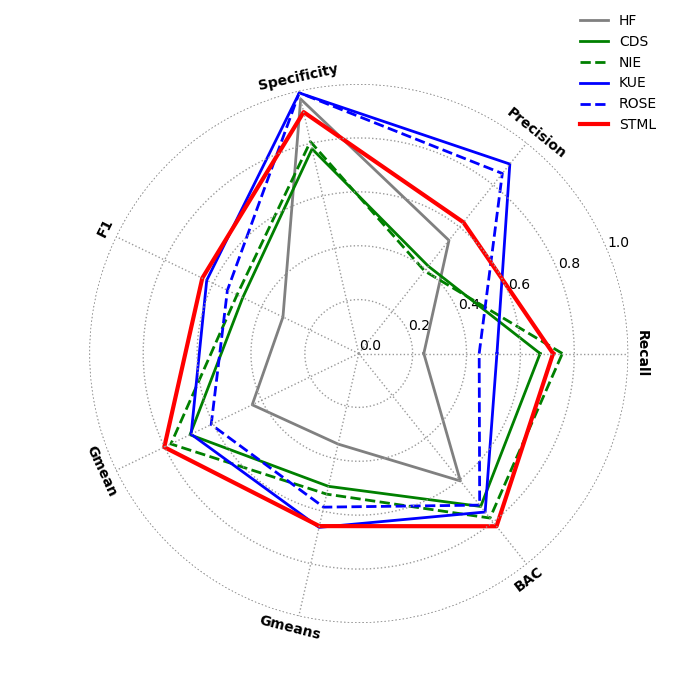 HF
CDS
NIE
KUE
ROSE
STML
Specificity
Precision
F1
1.0
0.8
0.6
0.4
0.2
0.0
Recall
Gmean
BAC
Gmeans